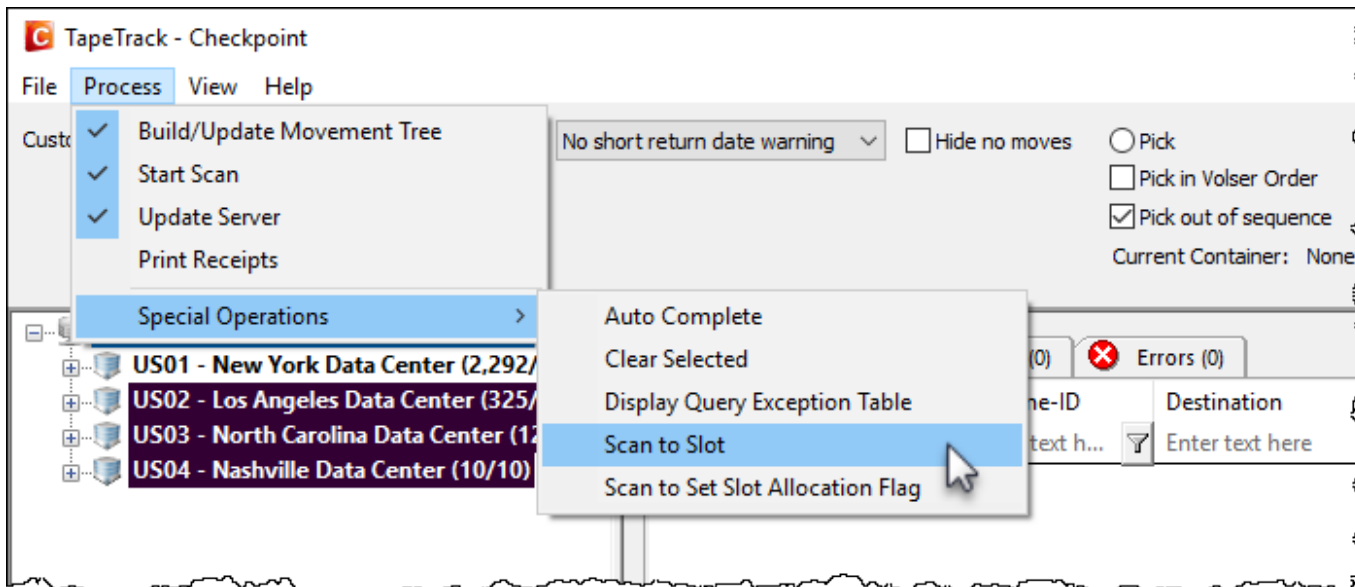 TapeTrack - Checkpoint
File Process View Help
Build/Update Movement Tree
Start Scan
Update Server
Print Receipts
Special Operations
No short return date warning
Hide no moves
Pick
Pick in Volser Order
Pick out of sequence
Current Container: None
Auto Complete
Clear Selected
Display Query Exception Table
Scan to Slot
Scan to Set Slot Allocation Flag
US01 - New York Data Center (2,292/
US02 - Los Angeles Data Center (325/
US03 - North Carolina Data Center (12
US04 - Nashville Data Center (10/10)
(0) Errors (0)
Destination
Enter text here